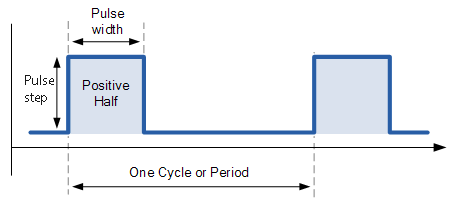 Pulse
width
Pulse
step
Positive
Half
One Cycle or Period